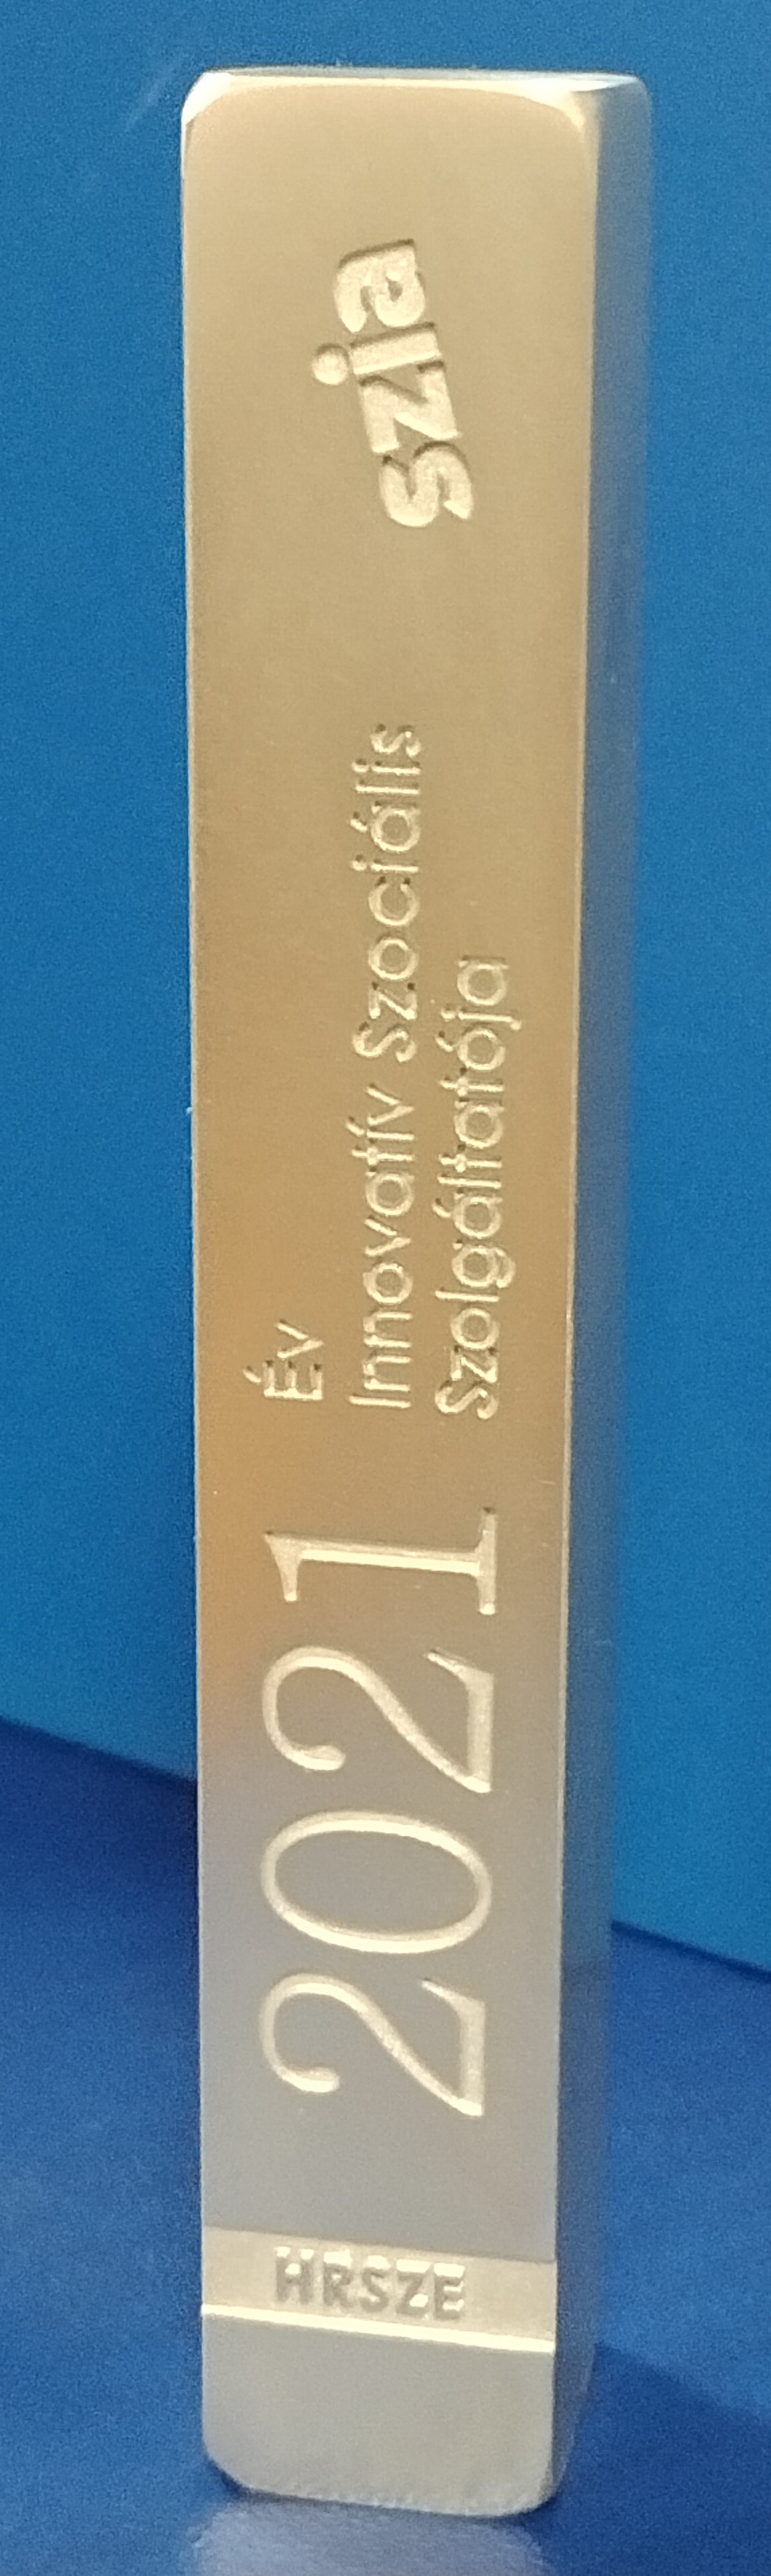 szia
Év
Innovatív Szociális
Szolgáltatója
2021
HRSZE